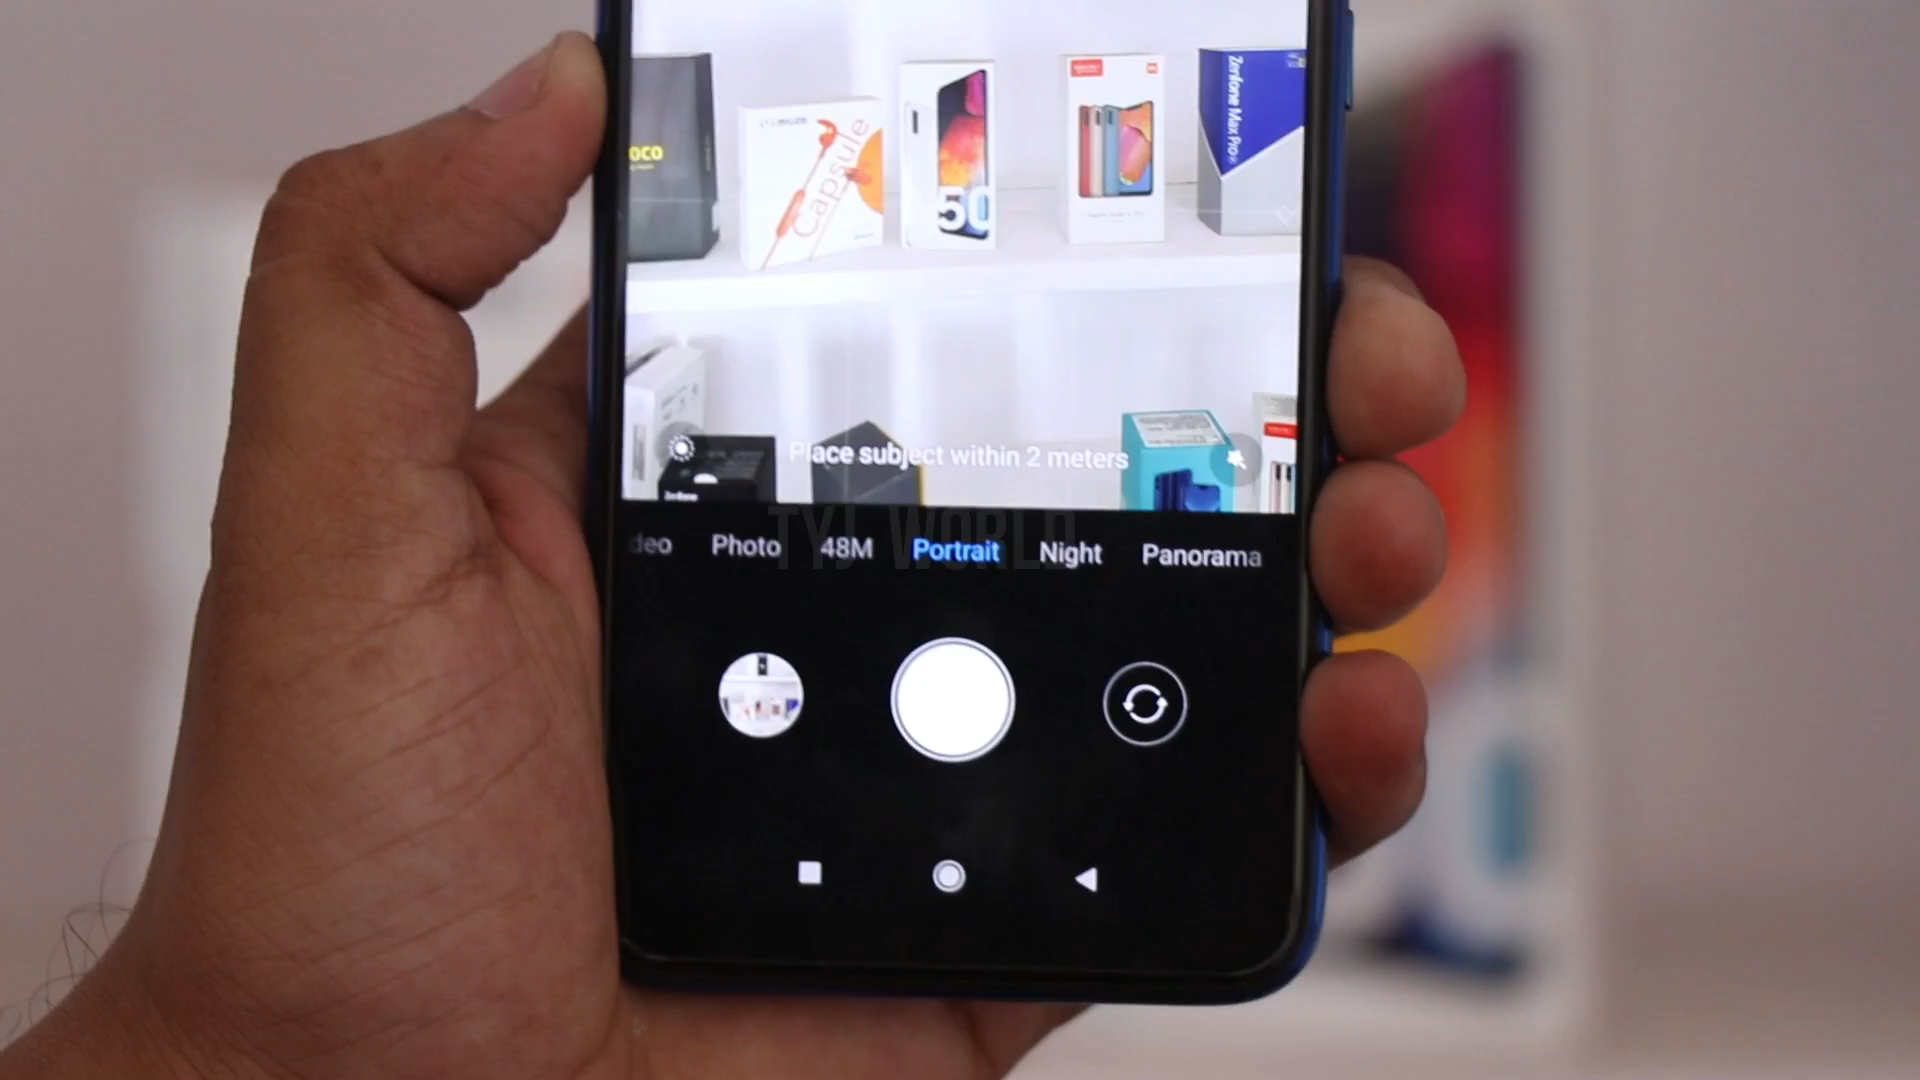 oco
Capsule
50
Zenfone Max Pro
Place subject within 2 meters
deo Photo 48M Portrait Night Panorama
TYJ WORLD